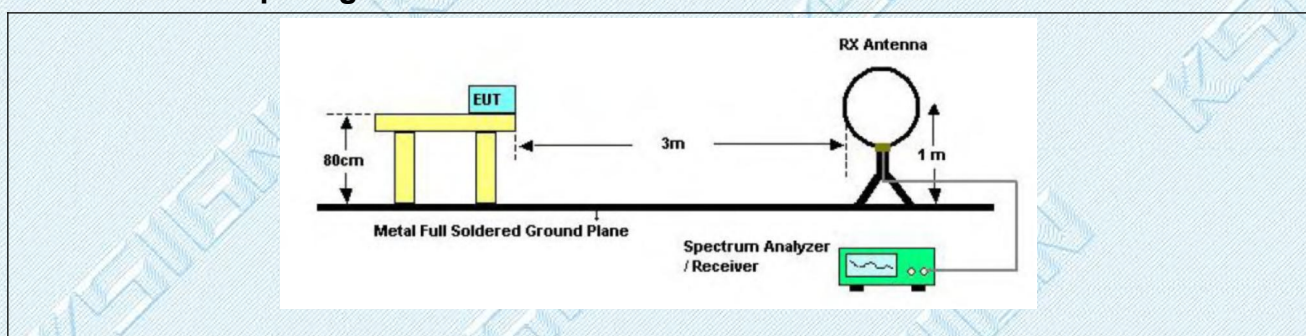 RX Antenna
EUT
80cm
3m
1 m
Metal Full Soldered Ground Plane
Spectrum Analyzer
/ Receiver